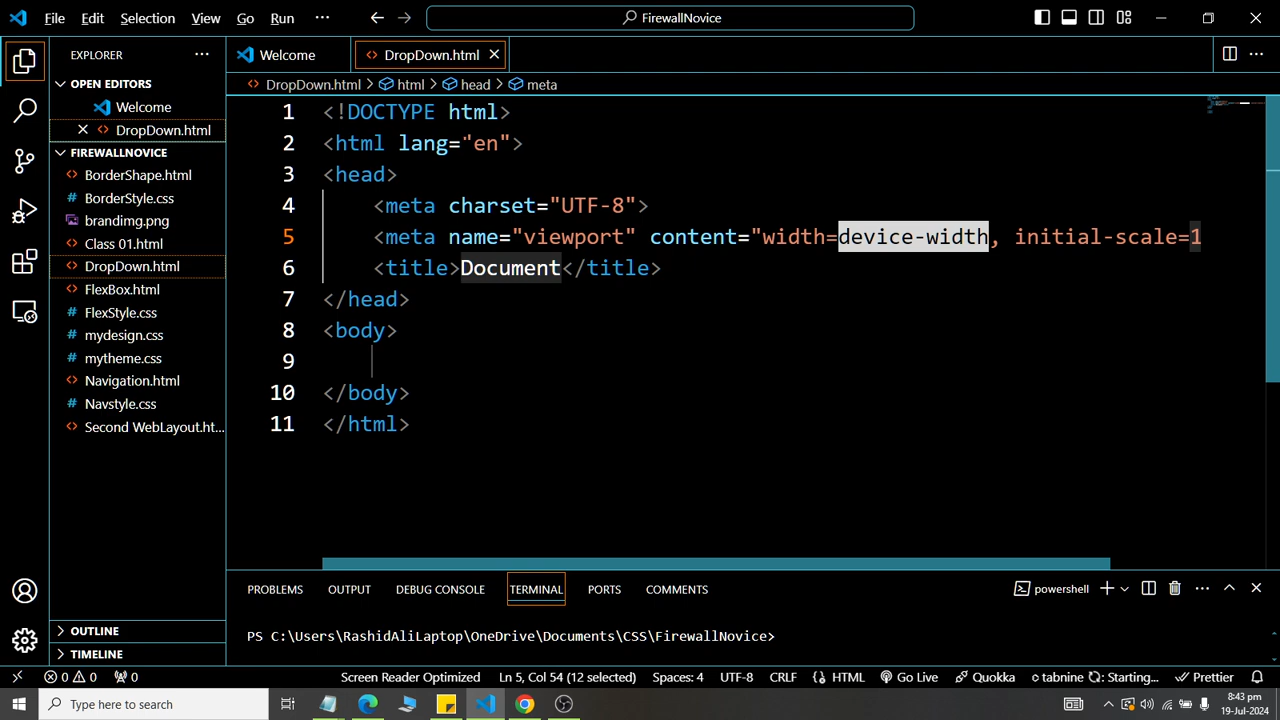 File Edit Selection View Go Run ··· FirewallNovice
EXPLORER ··· Welcome DropDown.html
OPEN EDITORS
Welcome
DropDown.html
DropDown.html > html > head > meta
FIREWALLNOVICE
BorderShape.html
BorderStyle.css
brandimg.png
Class 01.html
DropDown.html
FlexBox.html
FlexStyle.css
mydesign.css
mytheme.css
Navigation.html
Navstyle.css
Second WebLayout.ht...
OUTLINE
TIMELINE
1 <!DOCTYPE html>
2 <html lang="en">
3 <head>
4 <meta charset="UTF-8">
5 <meta name="viewport" content="width=device-width, initial-scale=1
6 <title>Document</title>
7 </head>
8 <body>
9
10 </body>
11 </html>
PROBLEMS OUTPUT DEBUG CONSOLE TERMINAL PORTS COMMENTS powershell
PS C:\Users\RashidAliLaptop\OneDrive\Documents\CSS\FirewallNovice>
0 0 0 Screen Reader Optimized Ln 5, Col 54 (12 selected) Spaces: 4 UTF-8 CRLF {} HTML Go Live Quokka tabnine : Starting... Prettier
Type here to search 8:43 pm
19-Jul-2024